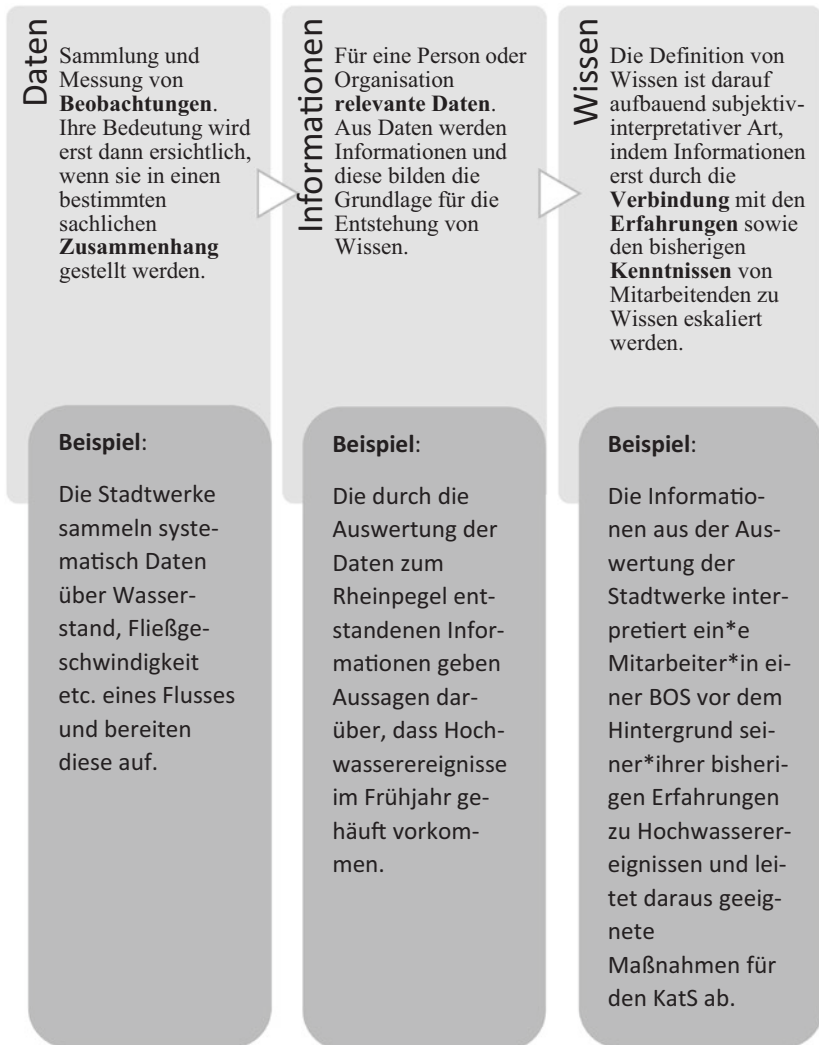 Daten
Sammlung und
Messung von
Beobachtungen.
Ihre Bedeutung wird
erst dann ersichtlich,
wenn sie in einen
bestimmten
sachlichen
Zusammenhang
gestellt werden.
Beispiel:
Die Stadtwerke
sammeln syste-
matisch Daten
über Wasser-
stand, Fließge-
schwindigkeit
etc. eines Flusses
und bereiten
diese auf.
Informationen
Für eine Person oder
Organisation
relevante Daten.
Aus Daten werden
Informationen und
diese bilden die
Grundlage für die
Entstehung von
Wissen.
Beispiel:
Die durch die
Auswertung der
Daten zum
Rheinpegel ent-
standenen Infor-
mationen geben
Aussagen dar-
über, dass Hoch-
wasserereignisse
im Frühjahr ge-
häuft vorkom-
men.
Wissen
Die Definition von
Wissen ist darauf
aufbauend subjektiv-
interpretativer Art,
indem Informationen
erst durch die
Verbindung mit den
Erfahrungen sowie
den bisherigen
Kenntnissen von
Mitarbeitenden zu
Wissen eskaliert
werden.
Beispiel:
Die Informatio-
nen aus der Aus-
wertung der
Stadtwerke inter-
pretiert ein*e
Mitarbeiter*in ei-
ner BOS vor dem
Hintergrund sei-
ner*ihrer bisheri-
gen Erfahrungen
zu Hochwasserer-
eignissen und lei-
tet daraus geeig-
nete
Maßnahmen für
den KatS ab.